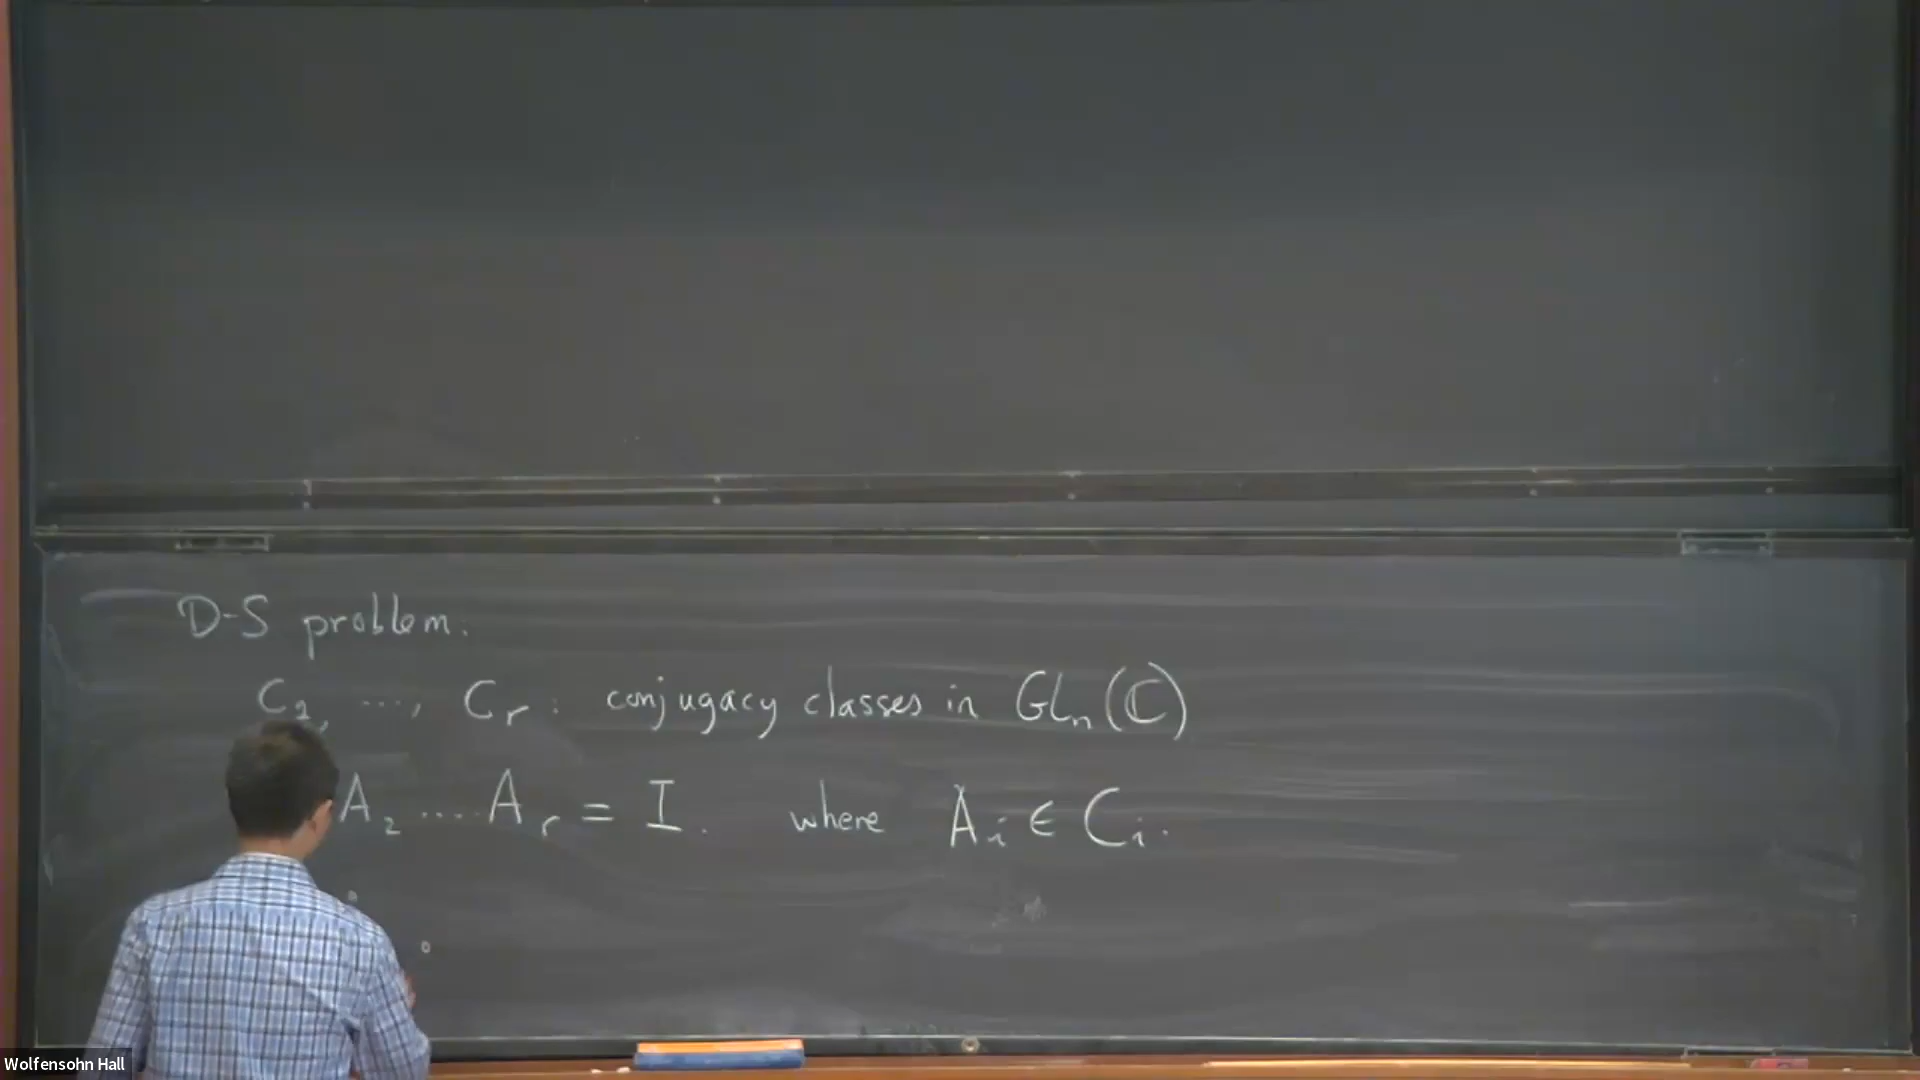 D-S problem.
C₁, ..., Cᵣ : conjugacy classes in GLₙ(ℂ)
A₂ .... Aᵣ = I. where Aᵢ ∈ Cᵢ.
Wolfensohn Hall